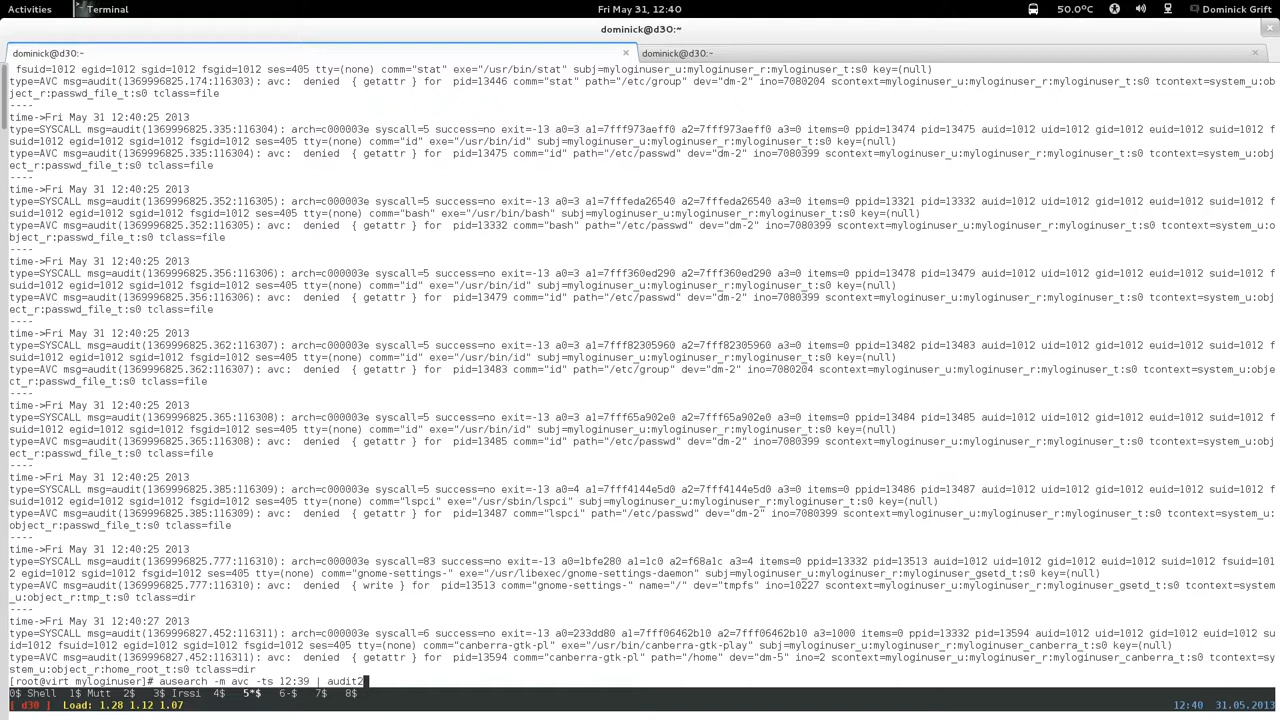 Activities Terminal Fri May 31, 12:40 50.0°C Dominick Grift
dominick@d30:~
dominick@d30:~ dominick@d30:~
fsuid=1012 egid=1012 sgid=1012 fsgid=1012 ses=405 tty=(none) comm="stat" exe="/usr/bin/stat" subj=myloginuser_u:myloginuser_r:myloginuser_t:s0 key=(null)
type=AVC msg=audit(1369996825.174:116303): avc:  denied  { getattr } for  pid=13446 comm="stat" path="/etc/group" dev="dm-2" ino=7080204 scontext=myloginuser_u:myloginuser_r:myloginuser_t:s0 tcontext=system_u:ob
ject_r:passwd_file_t:s0 tclass=file
----
time->Fri May 31 12:40:25 2013
type=SYSCALL msg=audit(1369996825.335:116304): arch=c000003e syscall=5 success=no exit=-13 a0=3 a1=7fff973aeff0 a2=7fff973aeff0 a3=0 items=0 ppid=13474 pid=13475 auid=1012 uid=1012 gid=1012 euid=1012 suid=1012 f
suid=1012 egid=1012 sgid=1012 fsgid=1012 ses=405 tty=(none) comm="id" exe="/usr/bin/id" subj=myloginuser_u:myloginuser_r:myloginuser_t:s0 key=(null)
type=AVC msg=audit(1369996825.335:116304): avc:  denied  { getattr } for  pid=13475 comm="id" path="/etc/passwd" dev="dm-2" ino=7080399 scontext=myloginuser_u:myloginuser_r:myloginuser_t:s0 tcontext=system_u:obj
ect_r:passwd_file_t:s0 tclass=file
----
time->Fri May 31 12:40:25 2013
type=SYSCALL msg=audit(1369996825.352:116305): arch=c000003e syscall=5 success=no exit=-13 a0=3 a1=7fffeda26540 a2=7fffeda26540 a3=0 items=0 ppid=13321 pid=13332 auid=1012 uid=1012 gid=1012 euid=1012 suid=1012 f
suid=1012 egid=1012 sgid=1012 fsgid=1012 ses=405 tty=(none) comm="bash" exe="/usr/bin/bash" subj=myloginuser_u:myloginuser_r:myloginuser_t:s0 key=(null)
type=AVC msg=audit(1369996825.352:116305): avc:  denied  { getattr } for  pid=13332 comm="bash" path="/etc/passwd" dev="dm-2" ino=7080399 scontext=myloginuser_u:myloginuser_r:myloginuser_t:s0 tcontext=system_u:o
bject_r:passwd_file_t:s0 tclass=file
----
time->Fri May 31 12:40:25 2013
type=SYSCALL msg=audit(1369996825.356:116306): arch=c000003e syscall=5 success=no exit=-13 a0=3 a1=7fff360ed290 a2=7fff360ed290 a3=0 items=0 ppid=13478 pid=13479 auid=1012 uid=1012 gid=1012 euid=1012 suid=1012 f
suid=1012 egid=1012 sgid=1012 fsgid=1012 ses=405 tty=(none) comm="id" exe="/usr/bin/id" subj=myloginuser_u:myloginuser_r:myloginuser_t:s0 key=(null)
type=AVC msg=audit(1369996825.356:116306): avc:  denied  { getattr } for  pid=13479 comm="id" path="/etc/passwd" dev="dm-2" ino=7080399 scontext=myloginuser_u:myloginuser_r:myloginuser_t:s0 tcontext=system_u:obj
ect_r:passwd_file_t:s0 tclass=file
----
time->Fri May 31 12:40:25 2013
type=SYSCALL msg=audit(1369996825.362:116307): arch=c000003e syscall=5 success=no exit=-13 a0=3 a1=7fff82305960 a2=7fff82305960 a3=0 items=0 ppid=13482 pid=13483 auid=1012 uid=1012 gid=1012 euid=1012 suid=1012 f
suid=1012 egid=1012 sgid=1012 fsgid=1012 ses=405 tty=(none) comm="id" exe="/usr/bin/id" subj=myloginuser_u:myloginuser_r:myloginuser_t:s0 key=(null)
type=AVC msg=audit(1369996825.362:116307): avc:  denied  { getattr } for  pid=13483 comm="id" path="/etc/group" dev="dm-2" ino=7080204 scontext=myloginuser_u:myloginuser_r:myloginuser_t:s0 tcontext=system_u:obje
ct_r:passwd_file_t:s0 tclass=file
----
time->Fri May 31 12:40:25 2013
type=SYSCALL msg=audit(1369996825.365:116308): arch=c000003e syscall=5 success=no exit=-13 a0=3 a1=7fff65a902e0 a2=7fff65a902e0 a3=0 items=0 ppid=13484 pid=13485 auid=1012 uid=1012 gid=1012 euid=1012 suid=1012 f
suid=1012 egid=1012 sgid=1012 fsgid=1012 ses=405 tty=(none) comm="id" exe="/usr/bin/id" subj=myloginuser_u:myloginuser_r:myloginuser_t:s0 key=(null)
type=AVC msg=audit(1369996825.365:116308): avc:  denied  { getattr } for  pid=13485 comm="id" path="/etc/passwd" dev="dm-2" ino=7080399 scontext=myloginuser_u:myloginuser_r:myloginuser_t:s0 tcontext=system_u:obj
ect_r:passwd_file_t:s0 tclass=file
----
time->Fri May 31 12:40:25 2013
type=SYSCALL msg=audit(1369996825.385:116309): arch=c000003e syscall=5 success=no exit=-13 a0=4 a1=7fff4144e5d0 a2=7fff4144e5d0 a3=0 items=0 ppid=13486 pid=13487 auid=1012 uid=1012 gid=1012 euid=1012 suid=1012 f
suid=1012 egid=1012 sgid=1012 fsgid=1012 ses=405 tty=(none) comm="lspci" exe="/usr/sbin/lspci" subj=myloginuser_u:myloginuser_r:myloginuser_t:s0 key=(null)
type=AVC msg=audit(1369996825.385:116309): avc:  denied  { getattr } for  pid=13487 comm="lspci" path="/etc/passwd" dev="dm-2" ino=7080399 scontext=myloginuser_u:myloginuser_r:myloginuser_t:s0 tcontext=system_u:
object_r:passwd_file_t:s0 tclass=file
----
time->Fri May 31 12:40:25 2013
type=SYSCALL msg=audit(1369996825.777:116310): arch=c000003e syscall=83 success=no exit=-13 a0=1bfe280 a1=1c0 a2=f68a1c a3=4 items=0 ppid=13332 pid=13513 auid=1012 uid=1012 gid=1012 euid=1012 suid=1012 fsuid=101
2 egid=1012 sgid=1012 fsgid=1012 ses=405 tty=(none) comm="gnome-settings-" exe="/usr/libexec/gnome-settings-daemon" subj=myloginuser_u:myloginuser_r:myloginuser_gsetd_t:s0 key=(null)
type=AVC msg=audit(1369996825.777:116310): avc:  denied  { write } for  pid=13513 comm="gnome-settings-" name="/" dev="tmpfs" ino=10227 scontext=myloginuser_u:myloginuser_r:myloginuser_gsetd_t:s0 tcontext=system
_u:object_r:tmp_t:s0 tclass=dir
----
time->Fri May 31 12:40:27 2013
type=SYSCALL msg=audit(1369996827.452:116311): arch=c000003e syscall=6 success=no exit=-13 a0=233dd80 a1=7fff06462b10 a2=7fff06462b10 a3=1000 items=0 ppid=13332 pid=13594 auid=1012 uid=1012 gid=1012 euid=1012 su
id=1012 fsuid=1012 egid=1012 sgid=1012 fsgid=1012 ses=405 tty=(none) comm="canberra-gtk-pl" exe="/usr/bin/canberra-gtk-play" subj=myloginuser_u:myloginuser_r:myloginuser_canberra_t:s0 key=(null)
type=AVC msg=audit(1369996827.452:116311): avc:  denied  { getattr } for  pid=13594 comm="canberra-gtk-pl" path="/home" dev="dm-5" ino=2 scontext=myloginuser_u:myloginuser_r:myloginuser_canberra_t:s0 tcontext=sy
stem_u:object_r:home_root_t:s0 tclass=dir
[root@virt myloginuser]# ausearch -m avc -ts 12:39 | audit2
0$ Shell  1$ Mutt  2$  3$ Irssi  4$  5*$  6-$  7$  8$
[ d30 ] Load: 1.28 1.12 1.07 12:40 31.05.2013